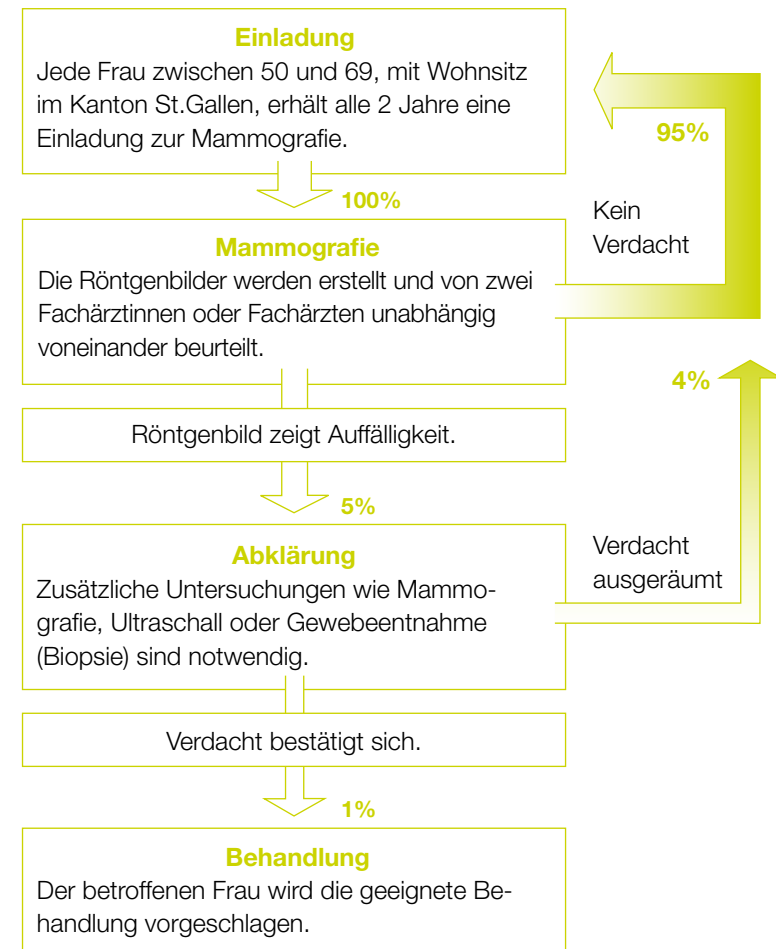 Einladung
Jede Frau zwischen 50 und 69, mit Wohnsitz
im Kanton St.Gallen, erhält alle 2 Jahre eine
Einladung zur Mammografie.
95%
100%
Kein
Verdacht
Mammografie
Die Röntgenbilder werden erstellt und von zwei
Fachärztinnen oder Fachärzten unabhängig
voneinander beurteilt.
4%
Röntgenbild zeigt Auffälligkeit.
5%
Abklärung
Zusätzliche Untersuchungen wie Mammo-
grafie, Ultraschall oder Gewebeentnahme
(Biopsie) sind notwendig.
Verdacht
ausgeräumt
Verdacht bestätigt sich.
1%
Behandlung
Der betroffenen Frau wird die geeignete Be-
handlung vorgeschlagen.